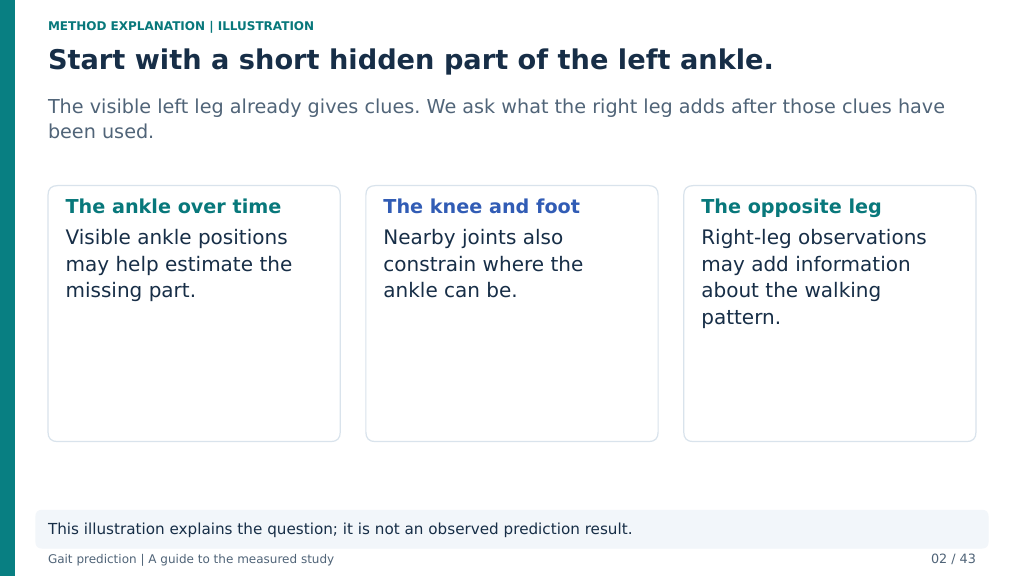 METHOD EXPLANATION | ILLUSTRATION
Start with a short hidden part of the left ankle.
The visible left leg already gives clues. We ask what the right leg adds after those clues have
been used.
The ankle over time
Visible ankle positions
may help estimate the
missing part.
The knee and foot
Nearby joints also
constrain where the
ankle can be.
The opposite leg
Right-leg observations
may add information
about the walking
pattern.
This illustration explains the question; it is not an observed prediction result.
Gait prediction | A guide to the measured study
02 / 43